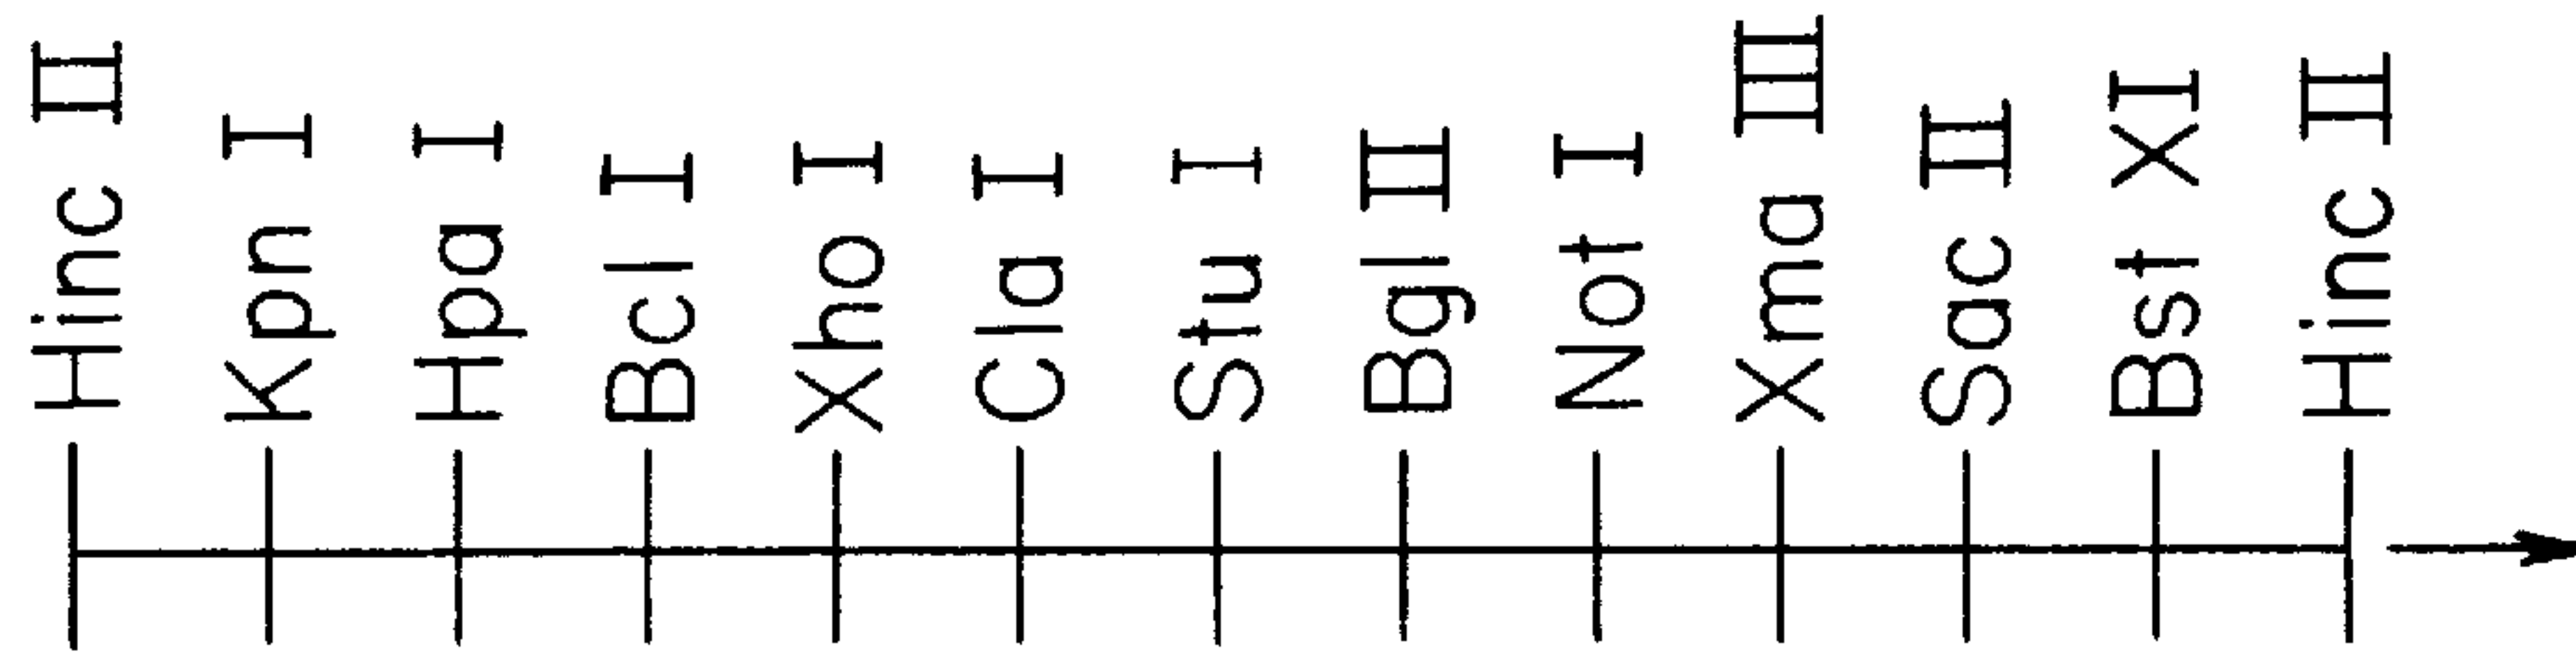 Hinc II
Kpn I
Hpa I
Bcl I
Xho I
Cla I
Stu I
Bgl II
Not I
Xma III
Sac II
Bst XI
Hinc II